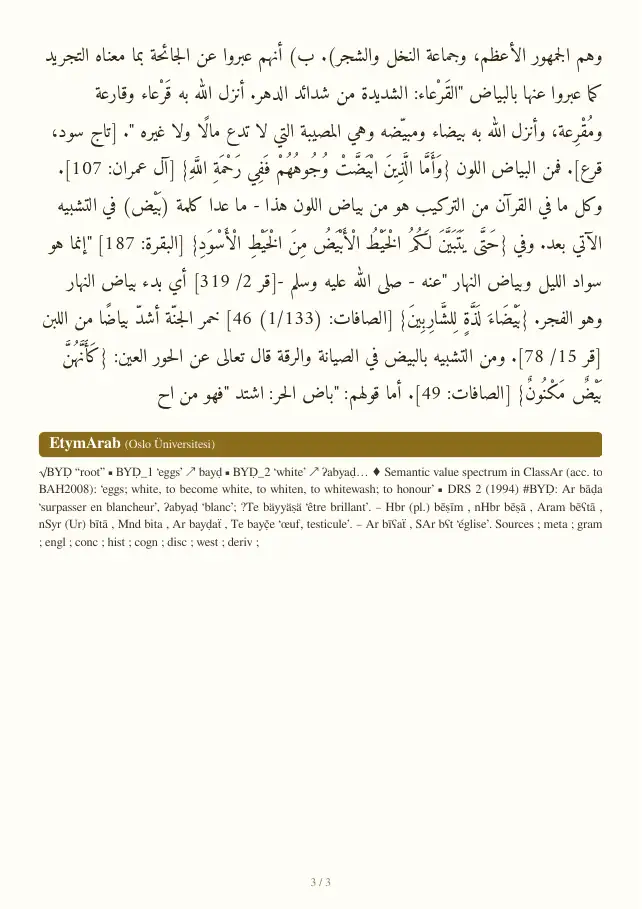 وهم الجمهور الأعظم، وجماعة النخل والشجر). ب) أنهم عبروا عن الجائحة بما معناه التجريد
كما عبروا عنها بالبياض "القَرْعاء: الشديدة من شدائد الدهر. أنزل الله به قَرْعاء وقارعة
ومُقْرِعة، وأنزل الله به بيضاء ومبيّضه وهي المصيبة التي لا تدع مالًا ولا غيره ". [تاج سود،
قرع]. فمن البياض اللون {وَأَمَّا الَّذِينَ ابْيَضَّتْ وُجُوهُهُمْ فَفِي رَحْمَةِ اللَّهِ} [آل عمران: 107].
وكل ما في القرآن من التركيب هو من بياض اللون هذا - ما عدا كلمة (بَيْض) في التشبيه
الآتي بعد. وفي {حَتَّى يَتَبَيَّنَ لَكُمُ الْخَيْطُ الْأَبْيَضُ مِنَ الْخَيْطِ الْأَسْوَدِ} [البقرة: 187] "إنما هو
سواد الليل وبياض النهار "عنه - صلى الله عليه وسلم -[قر 2/ 319] أي بدء بياض النهار
وهو الفجر. {بَيْضَاءَ لَذَّةٍ لِلشَّارِبِينَ} [الصافات: (1/133) 46] خمر الجنّة أشدّ بياضًا من اللبن
[قر 15/ 78]. ومن التشبيه بالبيض في الصيانة والرقة قال تعالى عن الحور العين: {كَأَنَّهُنَّ
بَيْضٌ مَكْنُونٌ} [الصافات: 49]. أما قولهم: "باض الحر: اشتد "فهو من اح
EtymArab (Oslo Üniversitesi)
√BYḌ “root” ▪ BYḌ_1 ‘eggs’ ↗ bayḍ ▪ BYḌ_2 ‘white’ ↗ ʔabyaḍ… ♦ Semantic value spectrum in ClassAr (acc. to
BAH2008): ‘eggs; white, to become white, to whiten, to whitewash; to honour’ ▪ DRS 2 (1994) #BYḌ: Ar bāḍa
‘surpasser en blancheur’, ʔabyaḍ ‘blanc’; ?Te bäyyäṣä ‘être brillant’. – Hbr (pl.) bēṣīm , nHbr bēṣā , Aram bēʕtā ,
nSyr (Ur) bītā , Mnd bita , Ar bayḍaẗ , Te bayč̣e ‘œuf, testicule’. – Ar bīʕaẗ , SAr bʕt ‘église’. Sources ; meta ; gram
; engl ; conc ; hist ; cogn ; disc ; west ; deriv ;
3 / 3